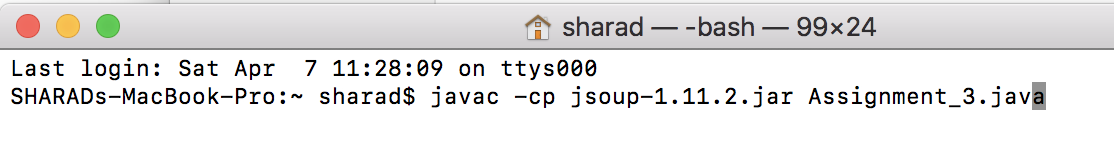 sharad — -bash — 99×24
Last login: Sat Apr  7 11:28:09 on ttys000
SHARADs-MacBook-Pro:~ sharad$ javac -cp jsoup-1.11.2.jar Assignment_3.java